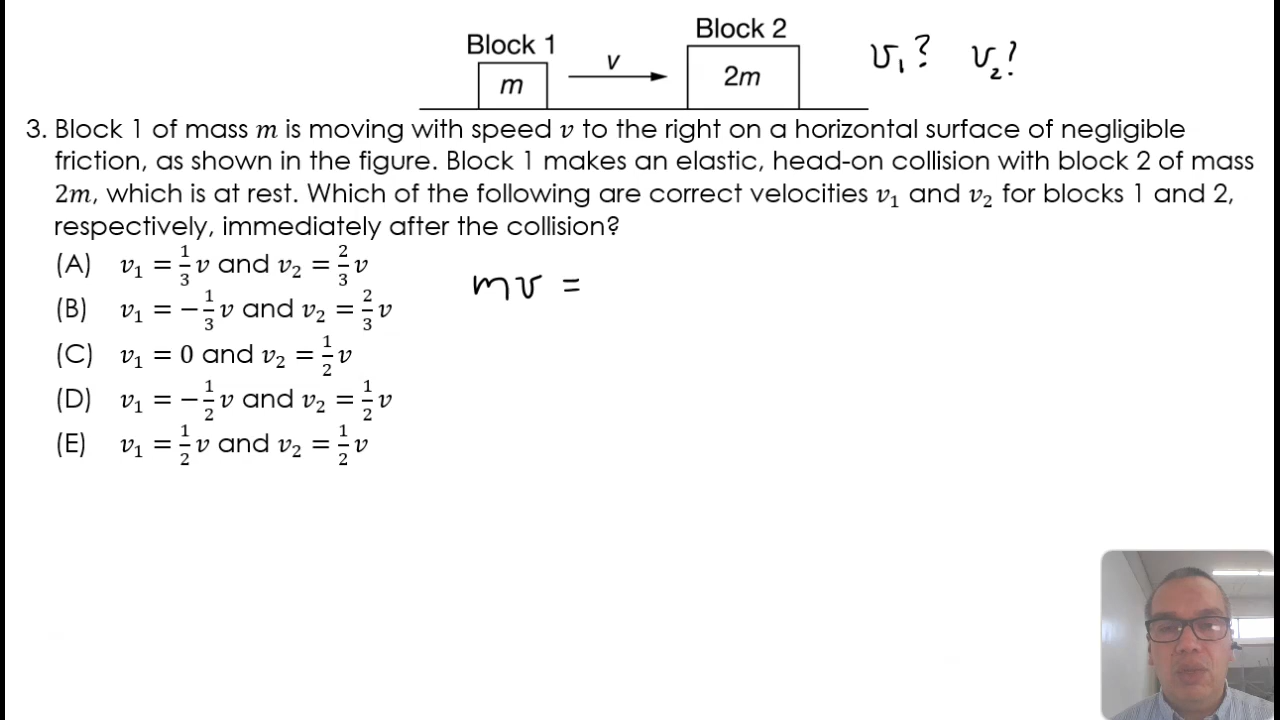 Block 1
Block 2
v
m
2m
v₁? v₂?
3. Block 1 of mass m is moving with speed v to the right on a horizontal surface of negligible
friction, as shown in the figure. Block 1 makes an elastic, head-on collision with block 2 of mass
2m, which is at rest. Which of the following are correct velocities v₁ and v₂ for blocks 1 and 2,
respectively, immediately after the collision?
(A) v₁ = 1/3 v and v₂ = 2/3 v
(B) v₁ = −1/3 v and v₂ = 2/3 v
(C) v₁ = 0 and v₂ = 1/2 v
(D) v₁ = −1/2 v and v₂ = 1/2 v
(E) v₁ = 1/2 v and v₂ = 1/2 v
mv =